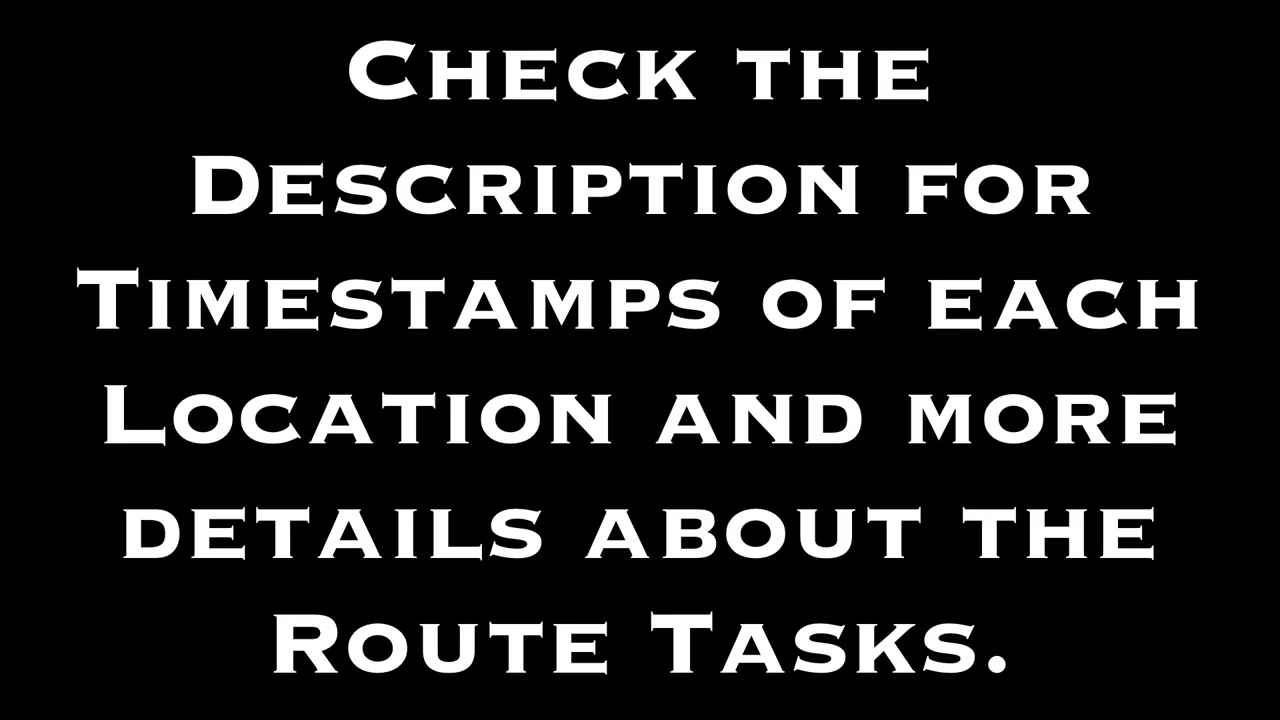 Check the
Description for
Timestamps of each
Location and more
details about the
Route Tasks.